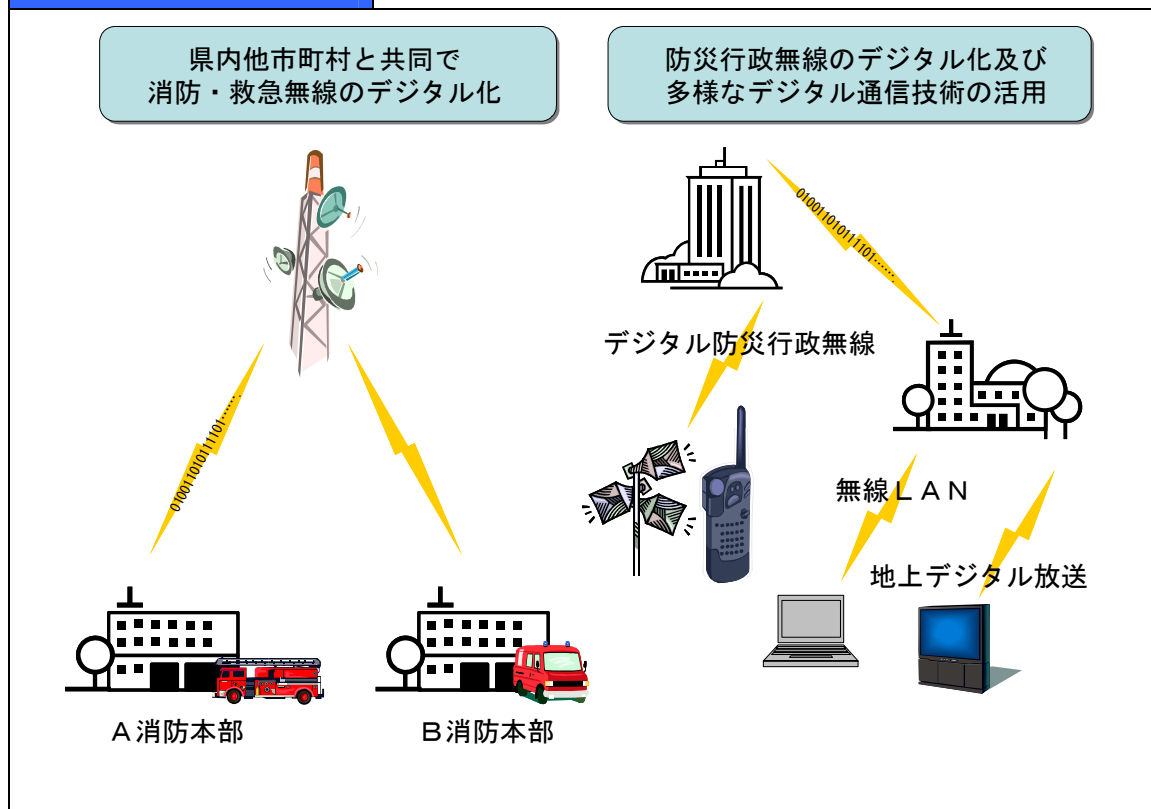 県内他市町村と共同で
消防・救急無線のデジタル化
防災行政無線のデジタル化及び
多様なデジタル通信技術の活用
010011010111101……
デジタル防災行政無線
010011010111101……
無線ＬＡＮ
地上デジタル放送
Ａ消防本部
Ｂ消防本部